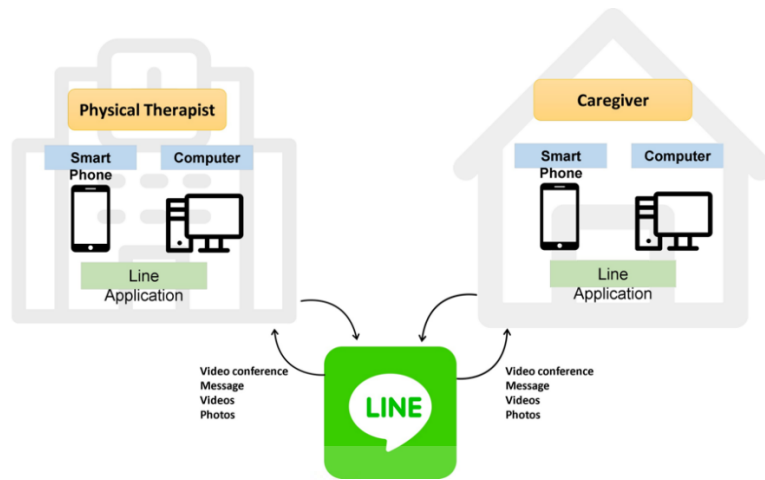 Physical Therapist
Smart
Phone
Computer
Line
Application
Caregiver
Smart
Phone
Computer
Line
Application
Video conference
Message
Videos
Photos
LINE
Video conference
Message
Videos
Photos